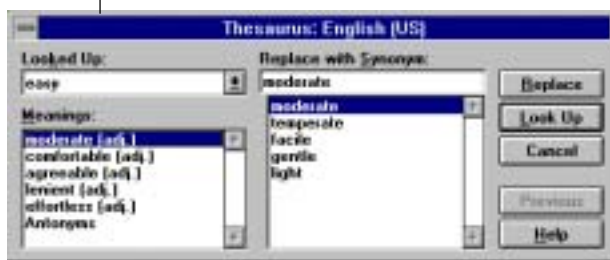 Thesaurus: English (US)
Looked Up:
easy
Meanings:
moderate (adj.)
comfortable (adj.)
agreeable (adj.)
lenient (adj.)
effortless (adj.)
Antonyms
Replace with Synonym:
moderate
moderate
temperate
facile
gentle
light
Replace
Look Up
Cancel
Previous
Help